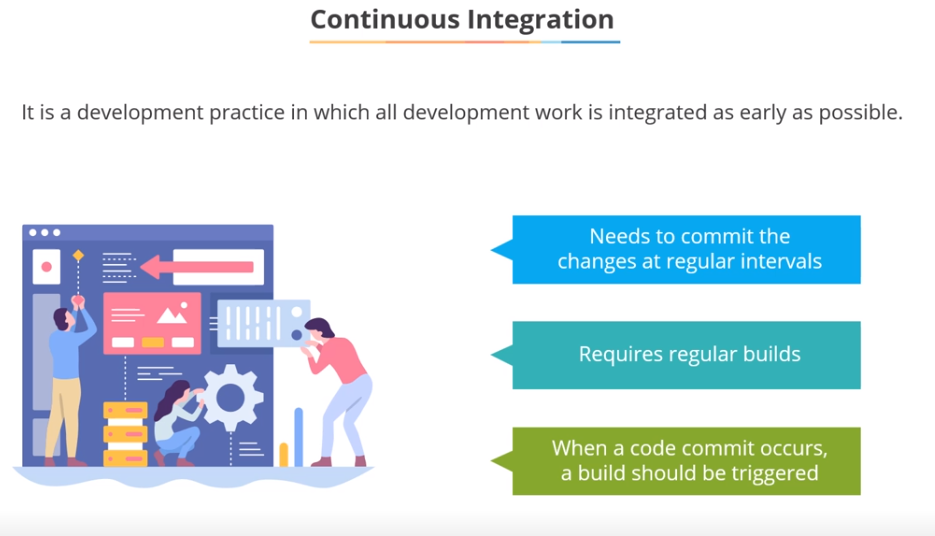 Continuous Integration
It is a development practice in which all development work is integrated as early as possible.
Needs to commit the
changes at regular intervals
Requires regular builds
When a code commit occurs,
a build should be triggered